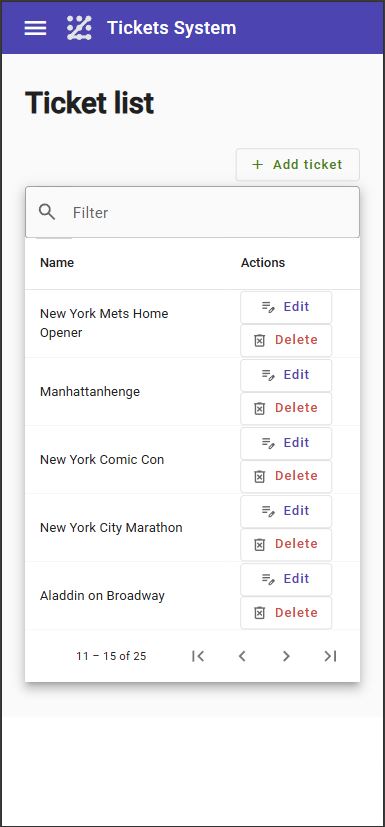 Tickets System
Ticket list
Add ticket
Filter
Name Actions
New York Mets Home
Opener
Edit
Delete
Manhattanhenge
Edit
Delete
New York Comic Con
Edit
Delete
New York City Marathon
Edit
Delete
Aladdin on Broadway
Edit
Delete
11 – 15 of 25